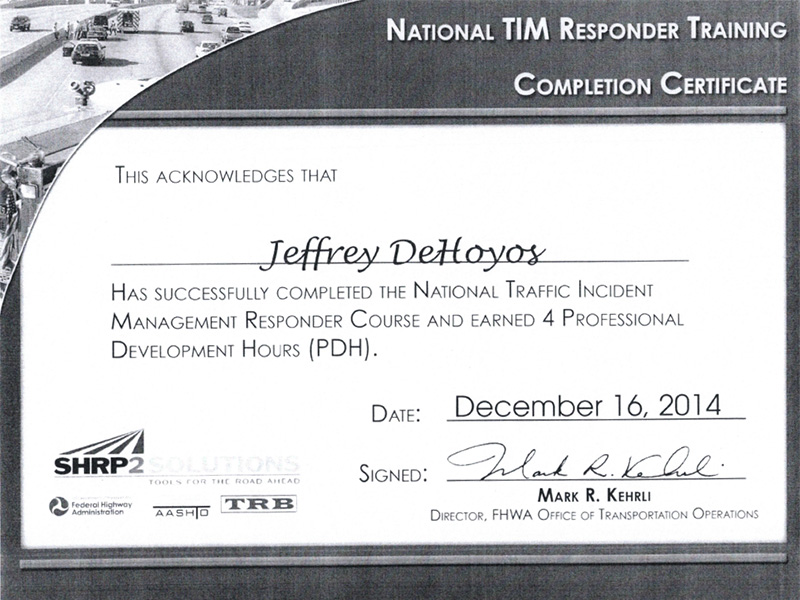 NATIONAL TIM RESPONDER TRAINING
COMPLETION CERTIFICATE
THIS ACKNOWLEDGES THAT
Jeffrey DeHoyos
HAS SUCCESSFULLY COMPLETED THE NATIONAL TRAFFIC INCIDENT
MANAGEMENT RESPONDER COURSE AND EARNED 4 PROFESSIONAL
DEVELOPMENT HOURS (PDH).
DATE: December 16, 2014
SIGNED: Mark R. Kehrli
MARK R. KEHRLI
DIRECTOR, FHWA OFFICE OF TRANSPORTATION OPERATIONS
SHRP2 SOLUTIONS
TOOLS FOR THE ROAD AHEAD
Federal Highway
Administration
AASHTO
TRB